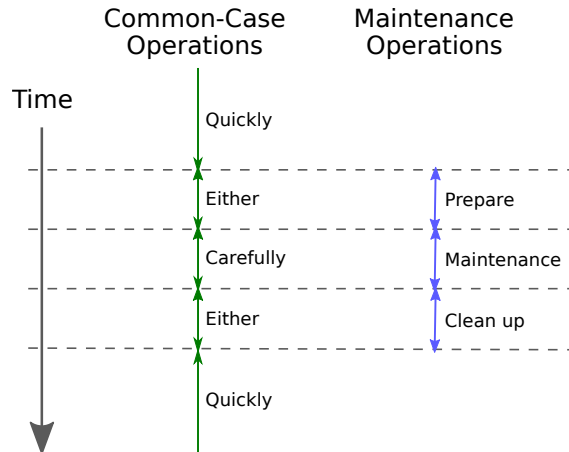 Common-Case
Operations
Maintenance
Operations
Time
Quickly
Either
Prepare
Carefully
Maintenance
Either
Clean up
Quickly